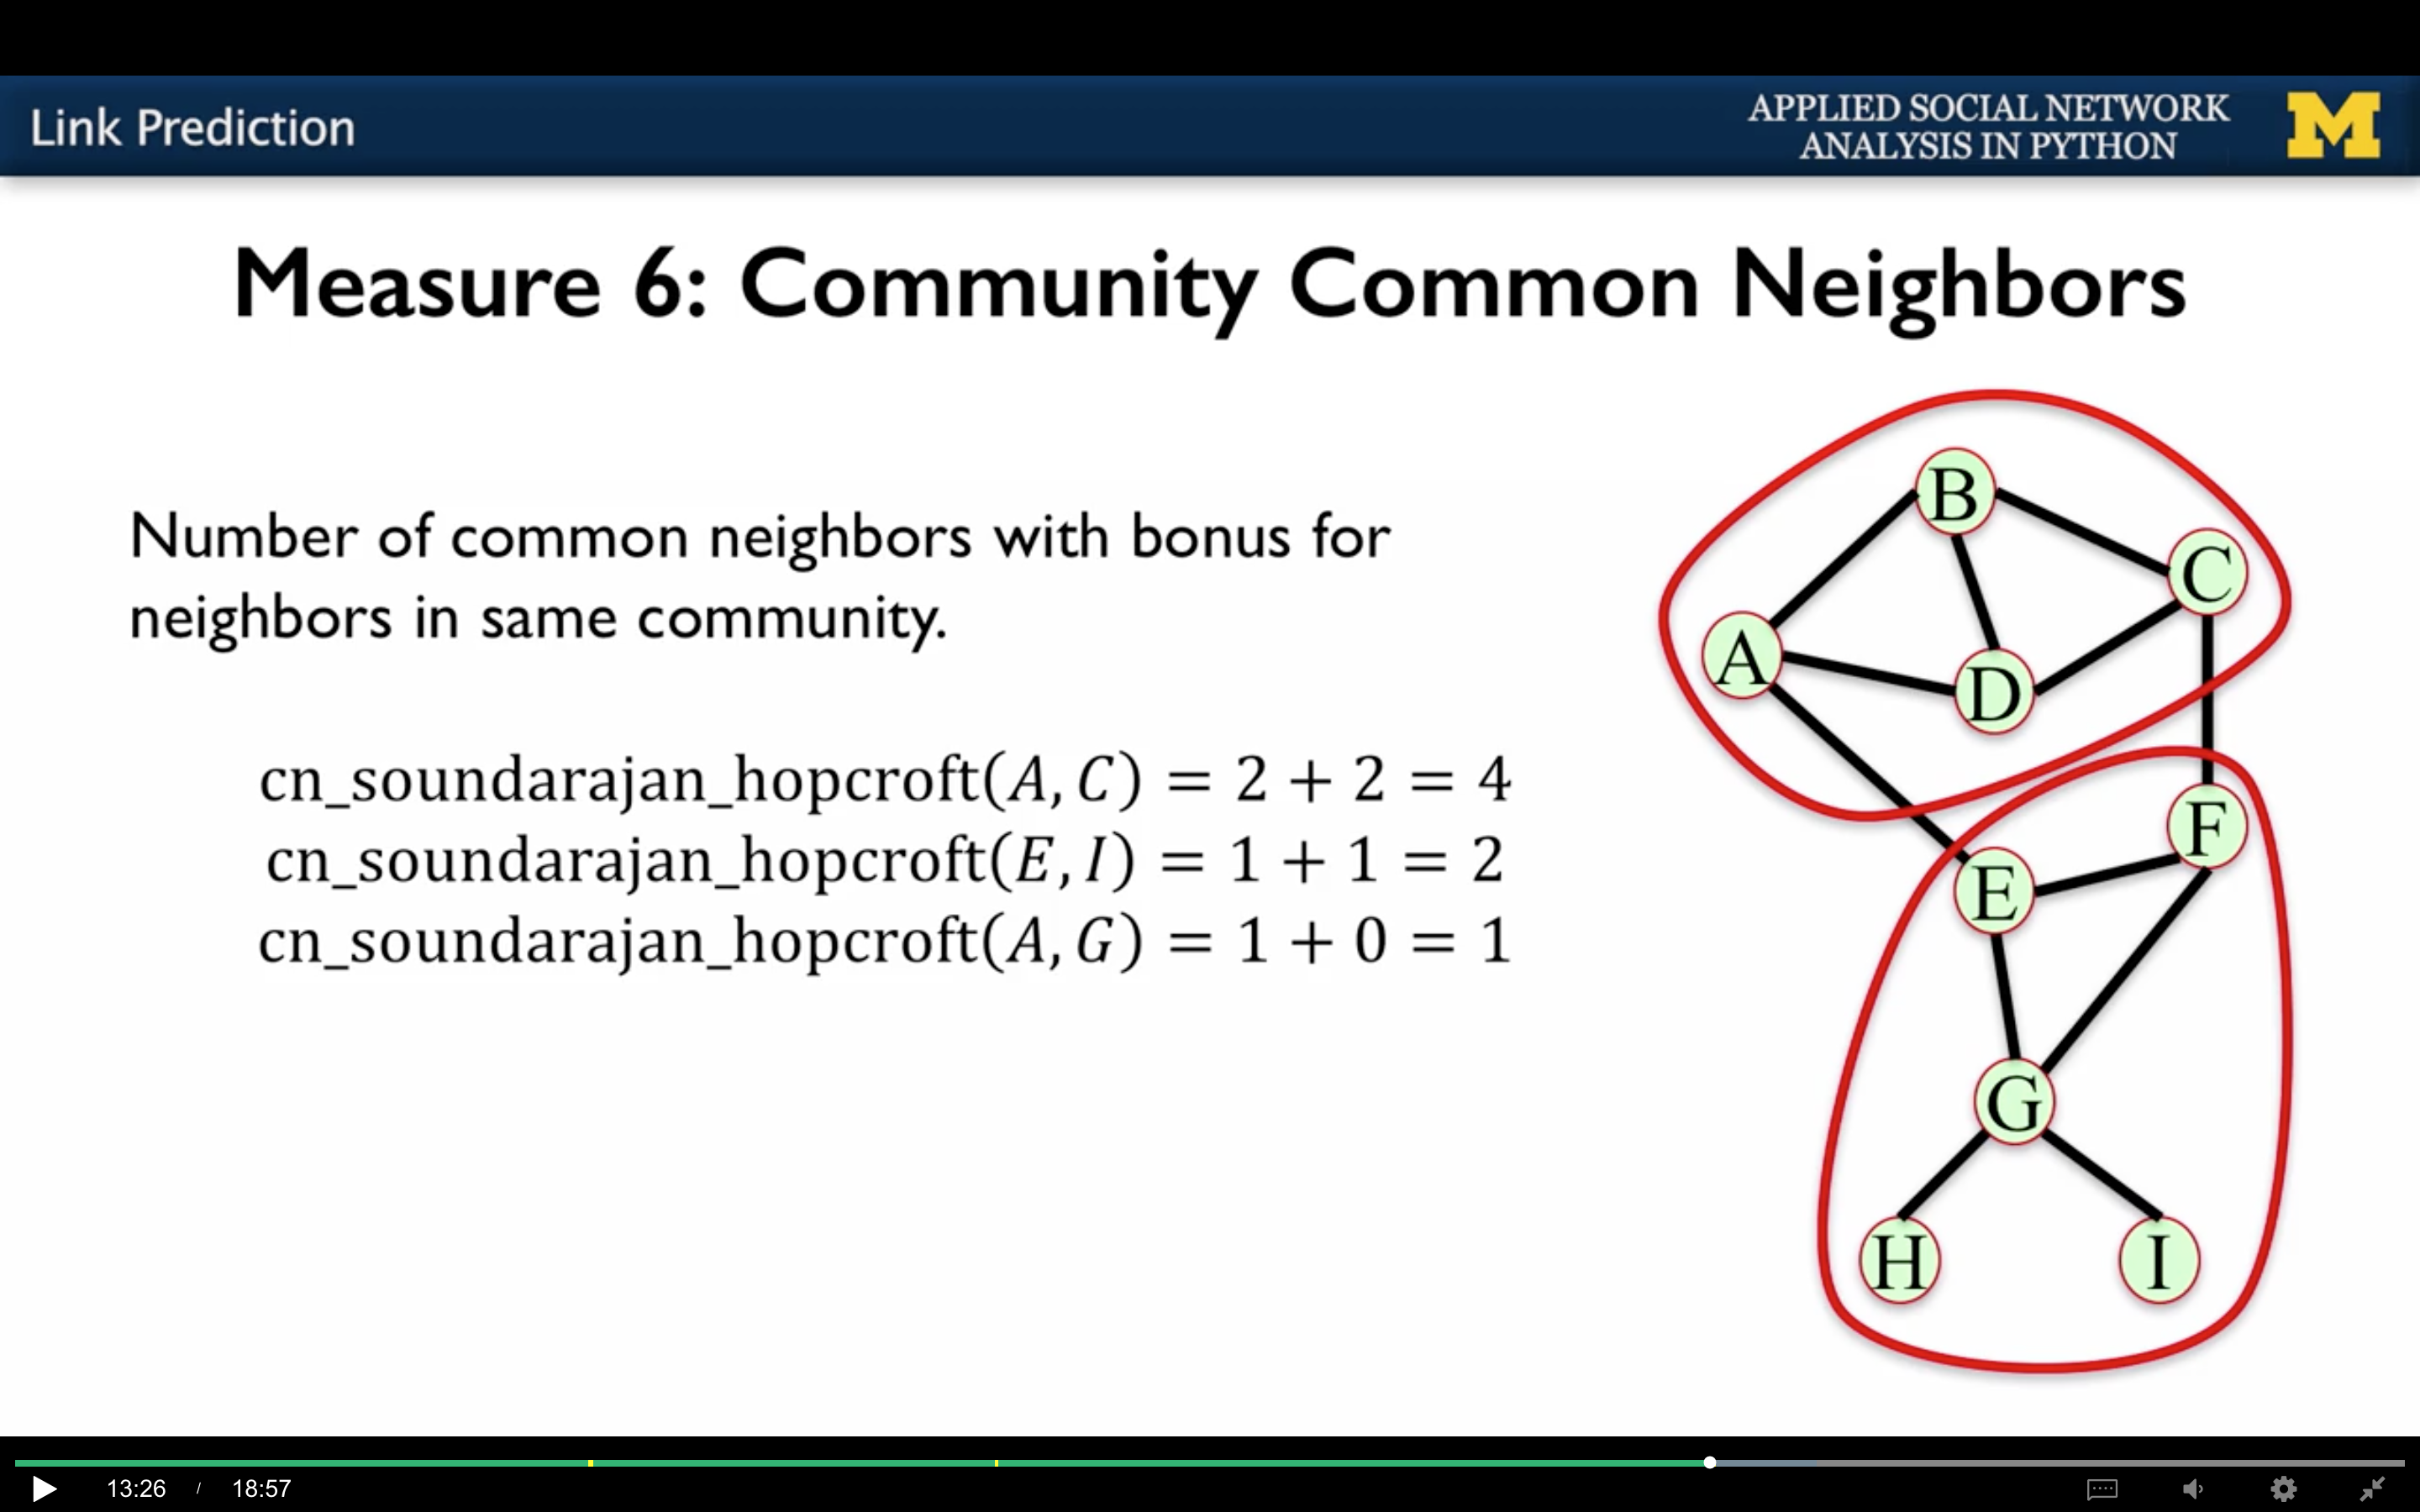 Link Prediction
APPLIED SOCIAL NETWORK
ANALYSIS IN PYTHON
M
Measure 6: Community Common Neighbors
Number of common neighbors with bonus for
neighbors in same community.
cn_soundarajan_hopcroft(A, C) = 2 + 2 = 4
cn_soundarajan_hopcroft(E, I) = 1 + 1 = 2
cn_soundarajan_hopcroft(A, G) = 1 + 0 = 1
B
C
A
D
F
E
G
H
I
13:26 / 18:57